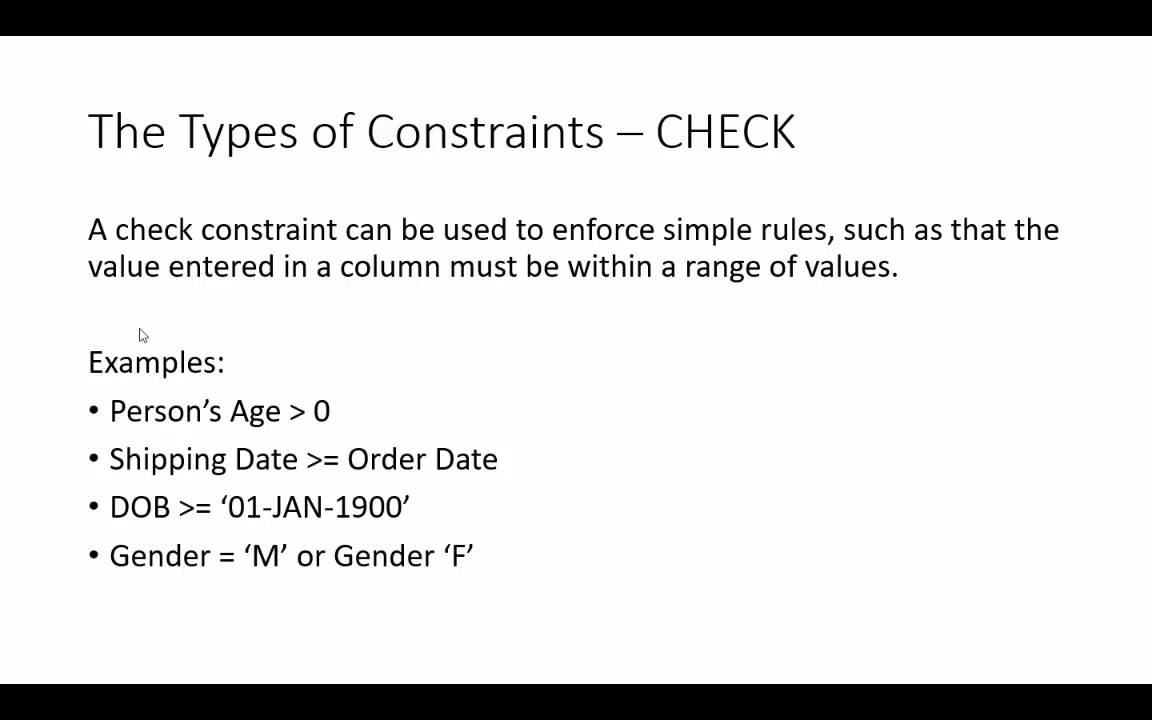 The Types of Constraints – CHECK
A check constraint can be used to enforce simple rules, such as that the
value entered in a column must be within a range of values.
Examples:
• Person’s Age > 0
• Shipping Date >= Order Date
• DOB >= ‘01-JAN-1900’
• Gender = ‘M’ or Gender ‘F’